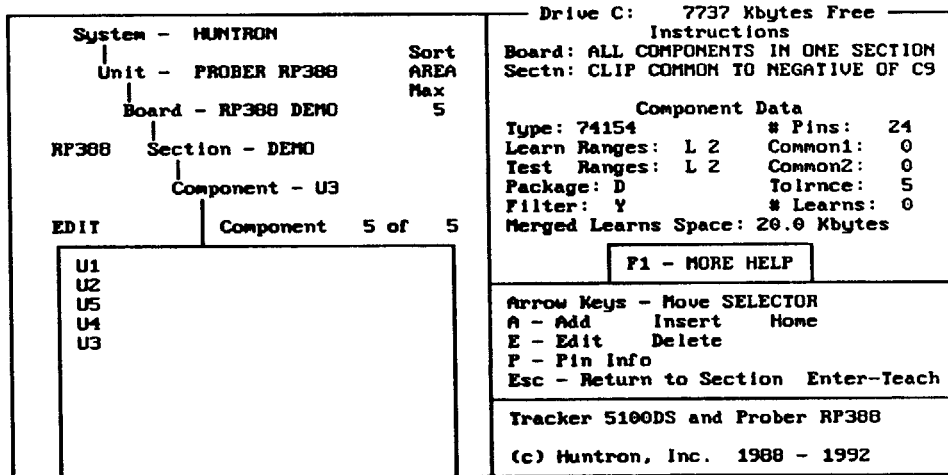 System - HUNTRON
Sort
Unit - PROBER RP388 AREA
Max
Board - RP388 DEMO 5
RP388 Section - DEMO
Component - U3
EDIT Component 5 of 5
U1
U2
U5
U4
U3
Drive C: 7737 Kbytes Free
Instructions
Board: ALL COMPONENTS IN ONE SECTION
Sectn: CLIP COMMON TO NEGATIVE OF C9
Component Data
Type: 74154 # Pins: 24
Learn Ranges: L 2 Common1: 0
Test Ranges: L 2 Common2: 0
Package: D Tolrnce: 5
Filter: Y # Learns: 0
Merged Learns Space: 20.0 Kbytes
F1 - MORE HELP
Arrow Keys - Move SELECTOR
A - Add Insert Home
E - Edit Delete
P - Pin Info
Esc - Return to Section Enter-Teach
Tracker 5100DS and Prober RP388
(c) Huntron, Inc. 1988 - 1992